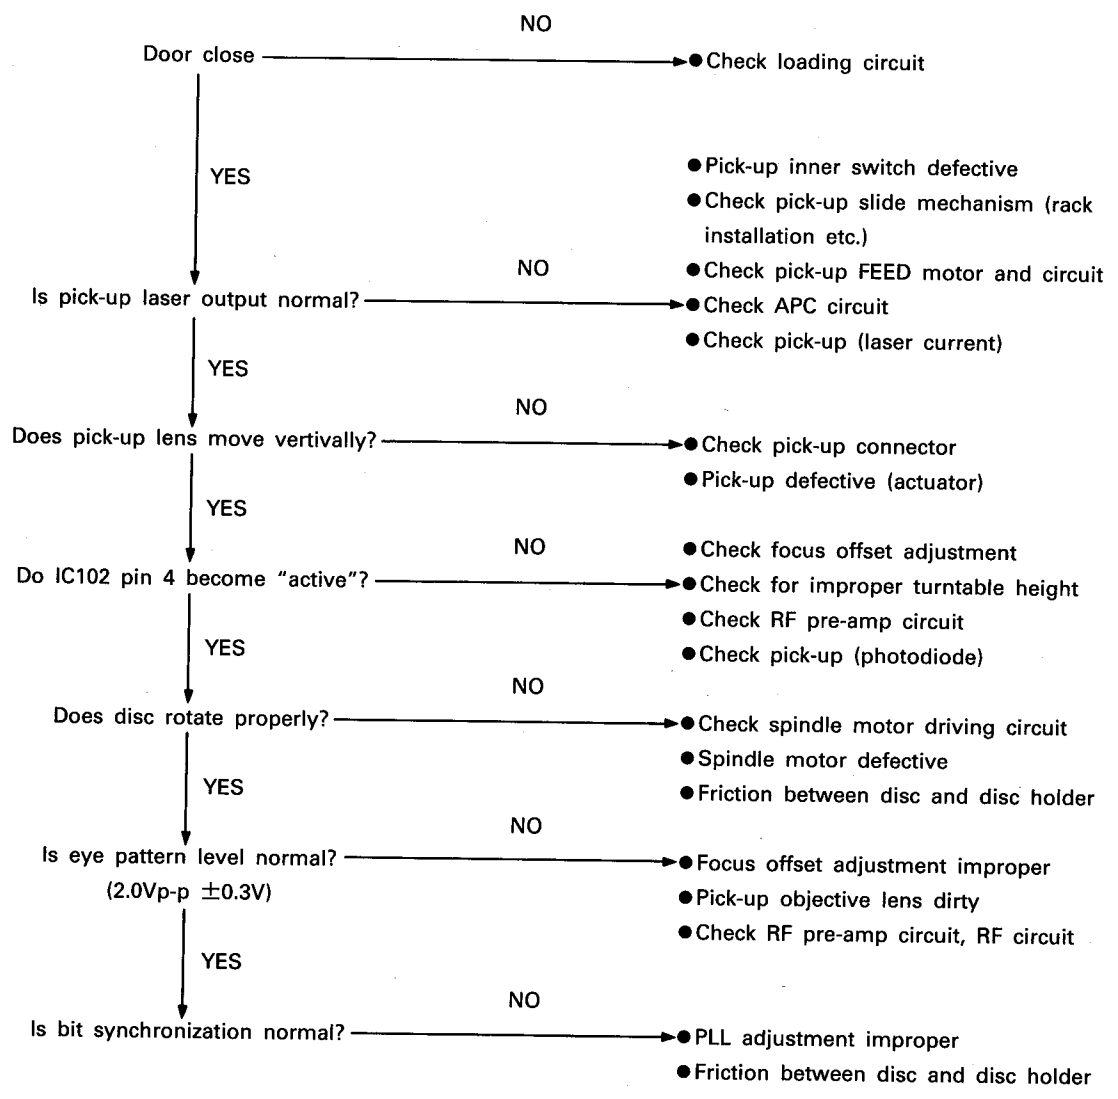 NO
Door close
● Check loading circuit
YES
● Pick-up inner switch defective
● Check pick-up slide mechanism (rack
installation etc.)
● Check pick-up FEED motor and circuit
NO
Is pick-up laser output normal?
● Check APC circuit
● Check pick-up (laser current)
YES
NO
Does pick-up lens move vertivally?
● Check pick-up connector
● Pick-up defective (actuator)
YES
NO
● Check focus offset adjustment
Do IC102 pin 4 become "active"?
● Check for improper turntable height
● Check RF pre-amp circuit
● Check pick-up (photodiode)
YES
NO
Does disc rotate properly?
● Check spindle motor driving circuit
● Spindle motor defective
● Friction between disc and disc holder
YES
NO
Is eye pattern level normal?
(2.0Vp-p ±0.3V)
● Focus offset adjustment improper
● Pick-up objective lens dirty
● Check RF pre-amp circuit, RF circuit
YES
NO
Is bit synchronization normal?
● PLL adjustment improper
● Friction between disc and disc holder